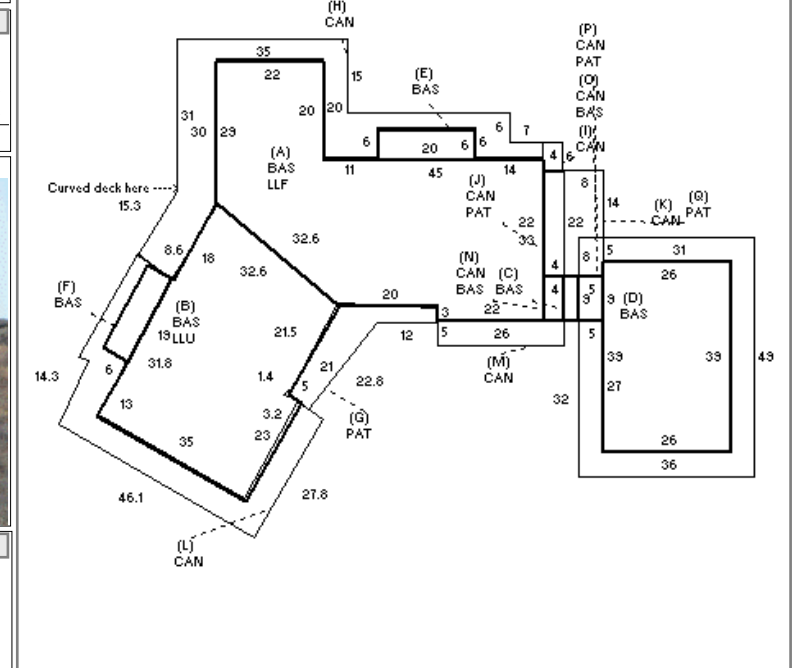 (H)
CAN
(P)
CAN
PAT
(O)
CAN
BAS
(I)
CAN
35
22
15
(E)
BAS
31
30
29
20
20
6
7
6
20
6
6
4
6
(A)
BAS
LLF
11
45
14
8
(J)
CAN
PAT
14
(K)
CAN
(Q)
PAT
Curved deck here
15.3
22
33
22
32.6
8.6
18
32.6
(N)
CAN
BAS
(C)
BAS
4
8
5
31
26
(F)
BAS
(B)
BAS
LLU
20
3
22
4
5
9
9
(D)
BAS
19
21.5
12
5
26
5
31.8
(M)
CAN
39
39
49
14.3
6
21
22.8
1.4
5
32
27
13
3.2
(G)
PAT
35
23
26
36
46.1
27.8
(L)
CAN